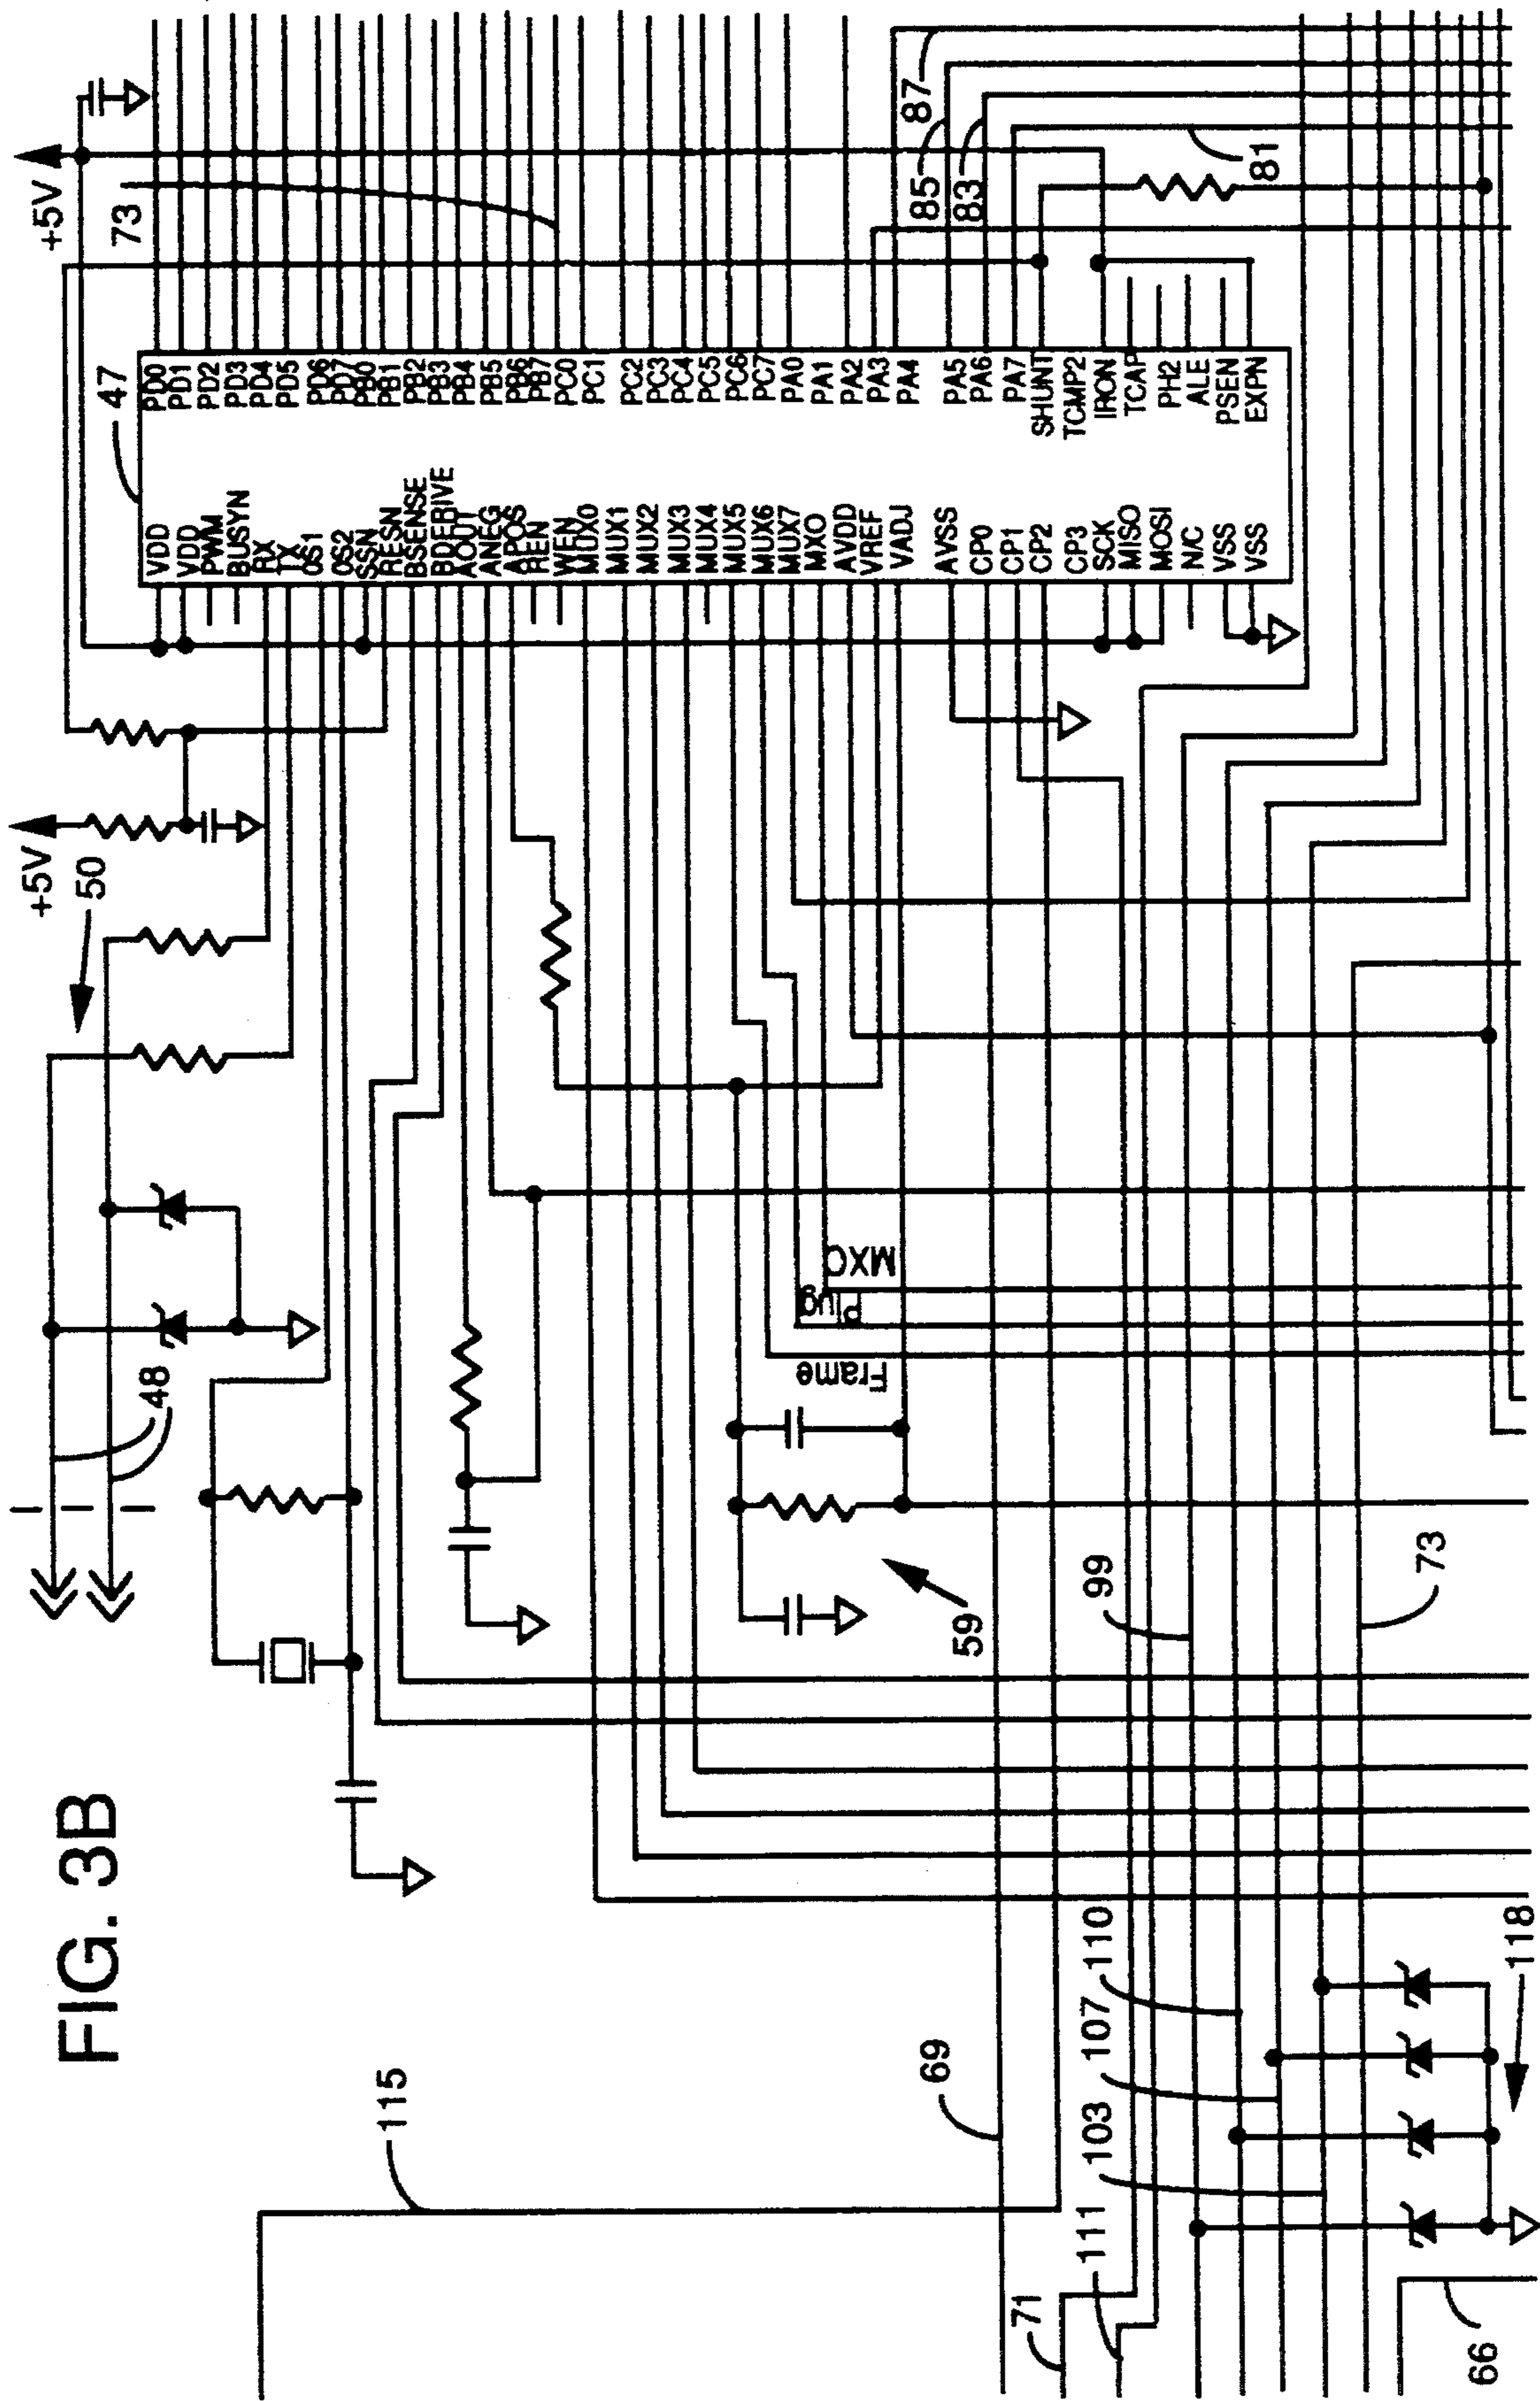 FIG. 3B
+5V
73
+5V
50
48
47
VDD
VDD
PWM
BUSYN
RX
TX
OS1
OS2
SSN
RESN
BSENSE
BDERIVE
AOUT
ANEG
APOS
REN
WEN
MUX0
MUX1
MUX2
MUX3
MUX4
MUX5
MUX6
MUX7
MXO
AVDD
VREF
VADJ
AVSS
CP0
CP1
CP2
CP3
SCK
MISO
MOSI
N/C
VSS
VSS
PD0
PD1
PD2
PD3
PD4
PD5
PD6
PD7
PB0
PB1
PB2
PB3
PB4
PB5
PB6
PB7
PC0
PC1
PC2
PC3
PC4
PC5
PC6
PC7
PA0
PA1
PA2
PA3
PA4
PA5
PA6
PA7
SHUNT
TCMP2
IRON
TCAP
PH2
ALE
PSEN
EXPN
87
85
83
81
MXO
Plug
Frame
59
115
69
71
111
103
107
110
99
73
118
66